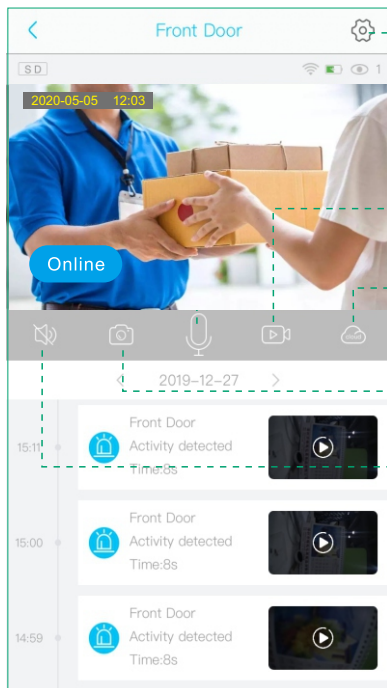 Front Door
SD
1
2020-05-05 12:03
Online
2019-12-27
15:11
Front Door
Activity detected
Time:8s
15:00
Front Door
Activity detected
Time:8s
14:59
Front Door
Activity detected
Time:8s